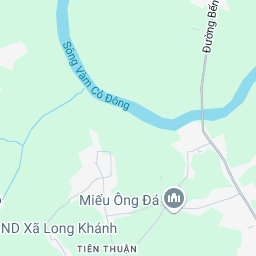 Đường Bến
Sông Vàm Cỏ Đông
Miếu Ông Đá
ND Xã Long Khánh
TIÊN THUẬN